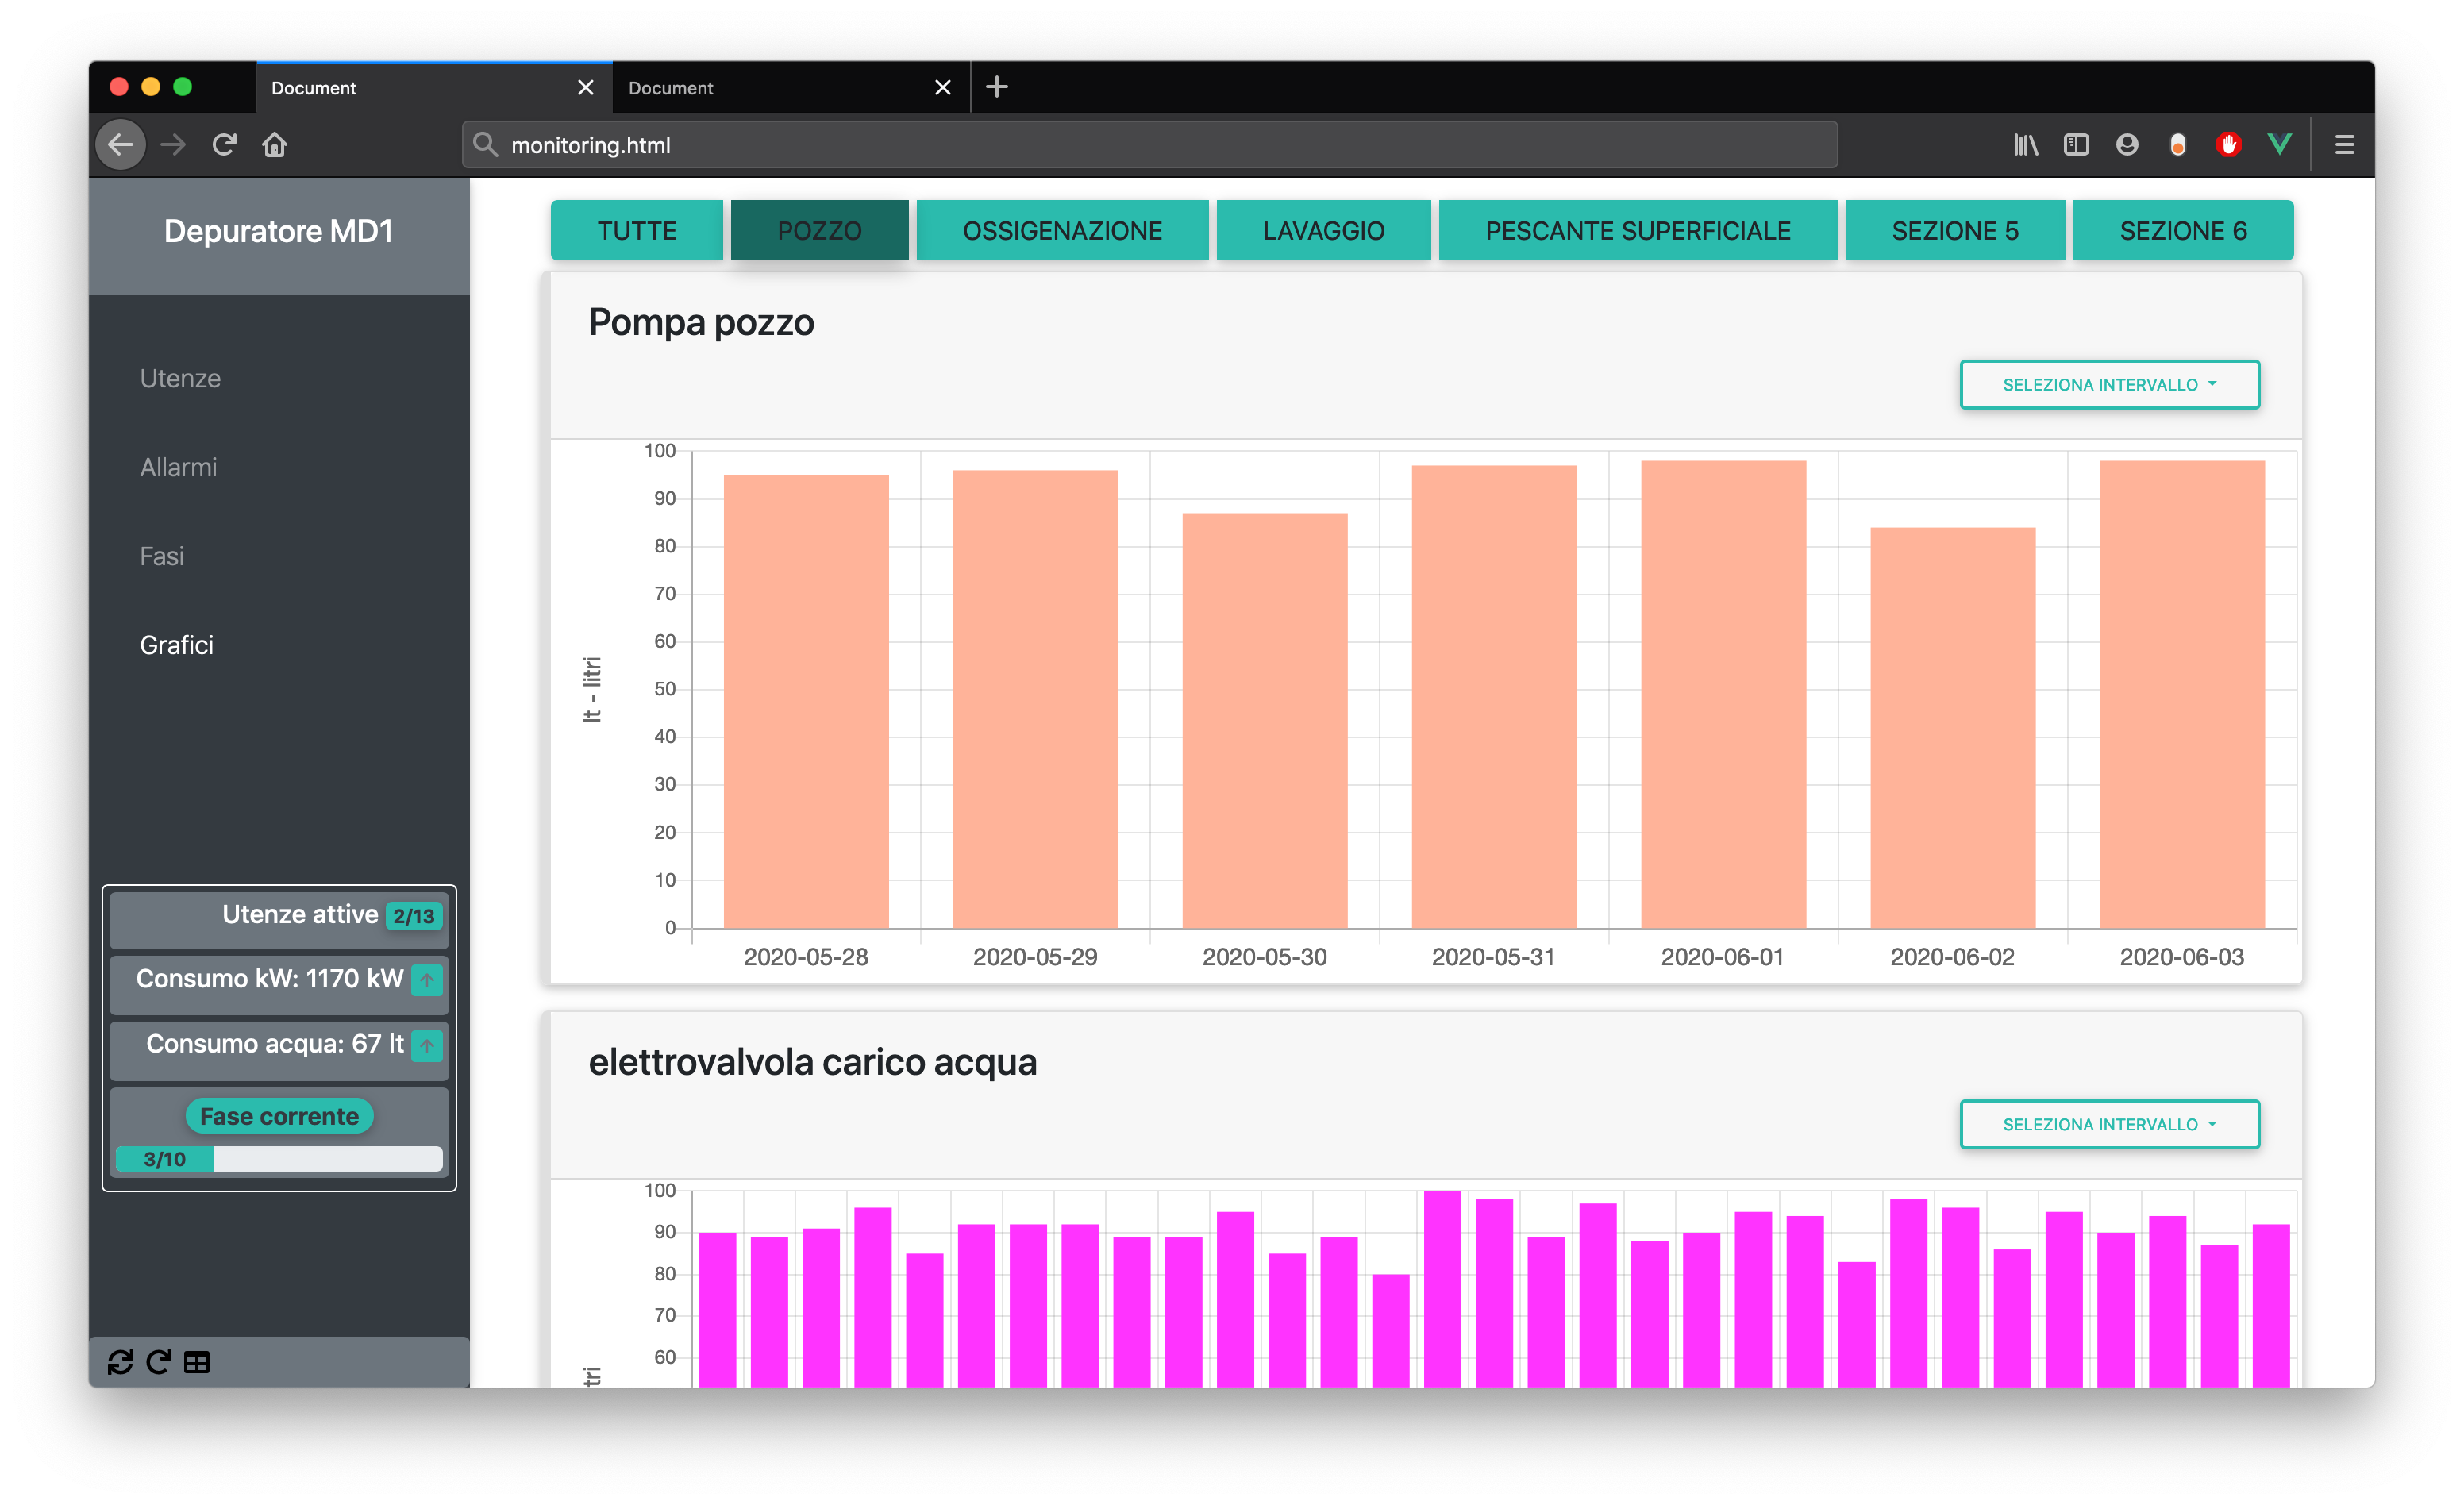 Document
Document
monitoring.html
Depuratore MD1
Utenze
Allarmi
Fasi
Grafici
Utenze attive 2/13
Consumo kW: 1170 kW
Consumo acqua: 67 lt
Fase corrente
3/10
TUTTE
POZZO
OSSIGENAZIONE
LAVAGGIO
PESCANTE SUPERFICIALE
SEZIONE 5
SEZIONE 6
Pompa pozzo
SELEZIONA INTERVALLO
lt - litri
100
90
80
70
60
50
40
30
20
10
0
2020-05-28
2020-05-29
2020-05-30
2020-05-31
2020-06-01
2020-06-02
2020-06-03
elettrovalvola carico acqua
SELEZIONA INTERVALLO
100
90
80
70
60
tri